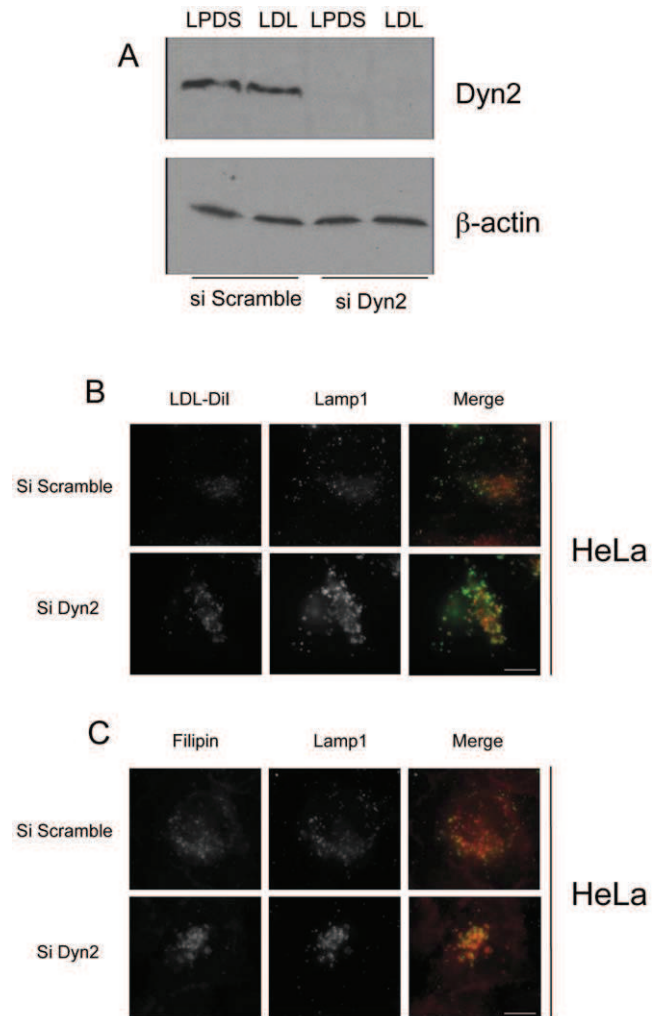 LPDS LDL LPDS LDL
A
Dyn2
β-actin
si Scramble si Dyn2
B
LDL-DiI Lamp1 Merge
Si Scramble
Si Dyn2
HeLa
C
Filipin Lamp1 Merge
Si Scramble
Si Dyn2
HeLa